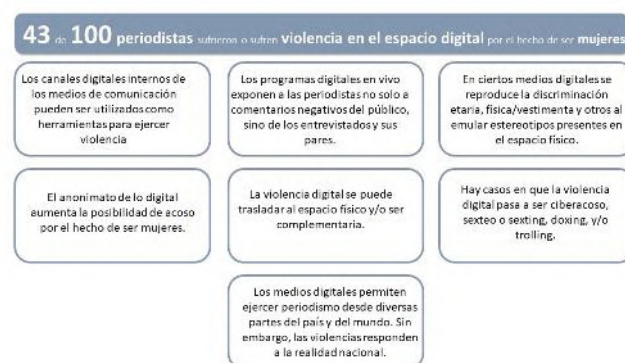 43 de 100 periodistas sufrieron o sufren violencia en el espacio digital por el hecho de ser mujeres
Los canales digitales internos de
los medios de comunicación
pueden ser utilizados como
herramientas para ejercer
violencia
Los programas digitales en vivo
exponen a las periodistas no solo a
comentarios negativos del público,
sino de los entrevistados y sus
pares.
En ciertos medios digitales se
reproduce la discriminación
etaria, física/vestimenta y otros al
emular estereotipos presentes en
el espacio físico.
El anonimato de lo digital
aumenta la posibilidad de acoso
por el hecho de ser mujeres.
La violencia digital se puede
trasladar al espacio físico y/o ser
complementaria.
Hay casos en que la violencia
digital pasa a ser ciberacoso,
sexteo o sexting, doxing, y/o
trolling.
Los medios digitales permiten
ejercer periodismo desde diversas
partes del país y del mundo. Sin
embargo, las violencias responden
a la realidad nacional.